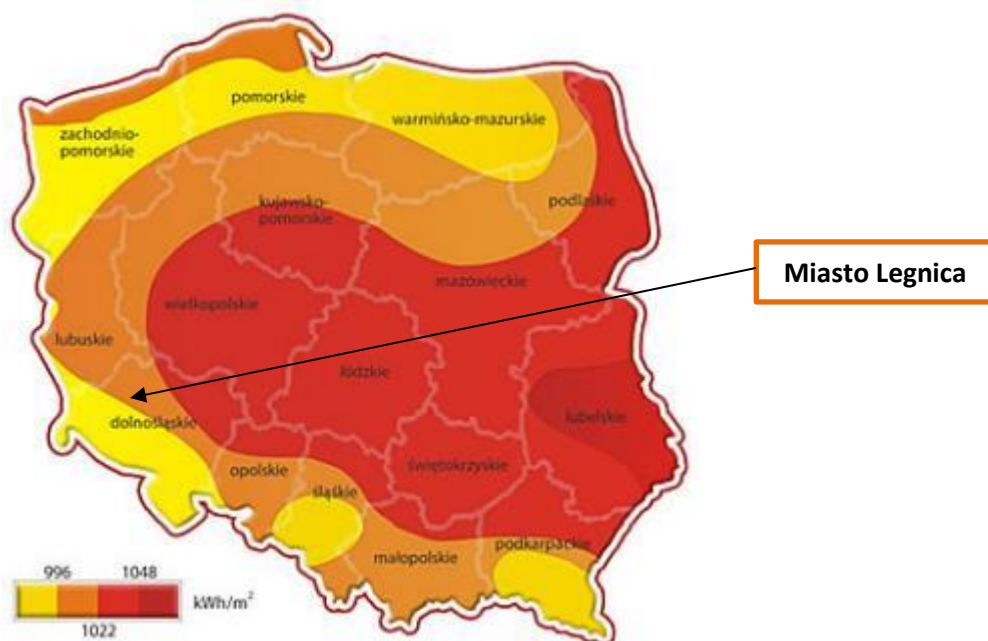 pomorskie
warmińsko-mazurskie
zachodnio-
pomorskie
podlaskie
kujawsko-
pomorskie
Miasto Legnica
mazowieckie
wielkopolskie
lubuskie
łódzkie
lubelskie
dolnośląskie
świętokrzyskie
opolskie
śląskie
podkarpackie
małopolskie
996 1048
kWh/m²
1022